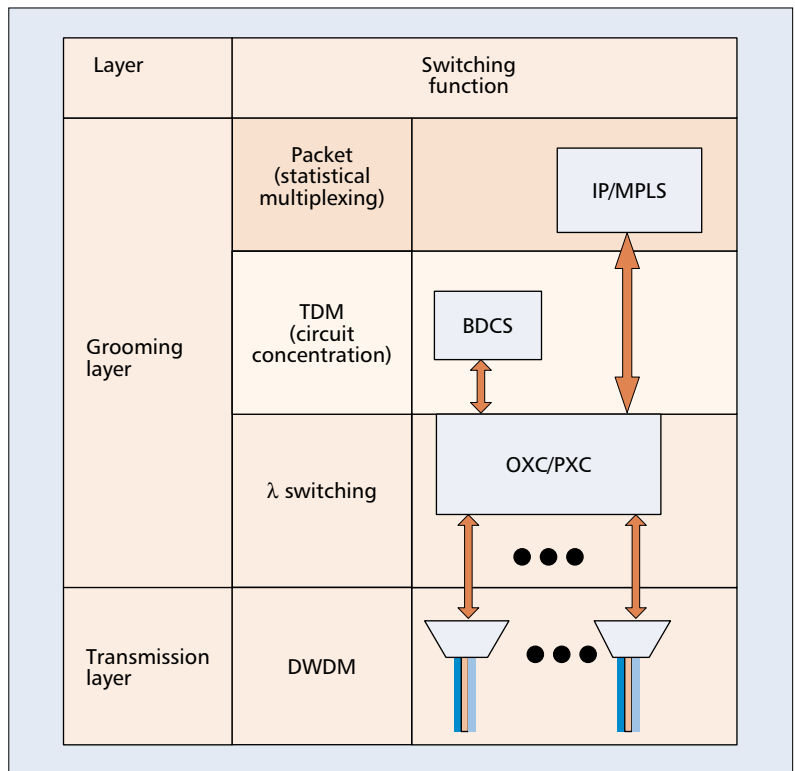 Layer
Switching
function
Packet
(statistical
multiplexing)
IP/MPLS
Grooming
layer
TDM
(circuit
concentration)
BDCS
λ switching
OXC/PXC
Transmission
layer
DWDM